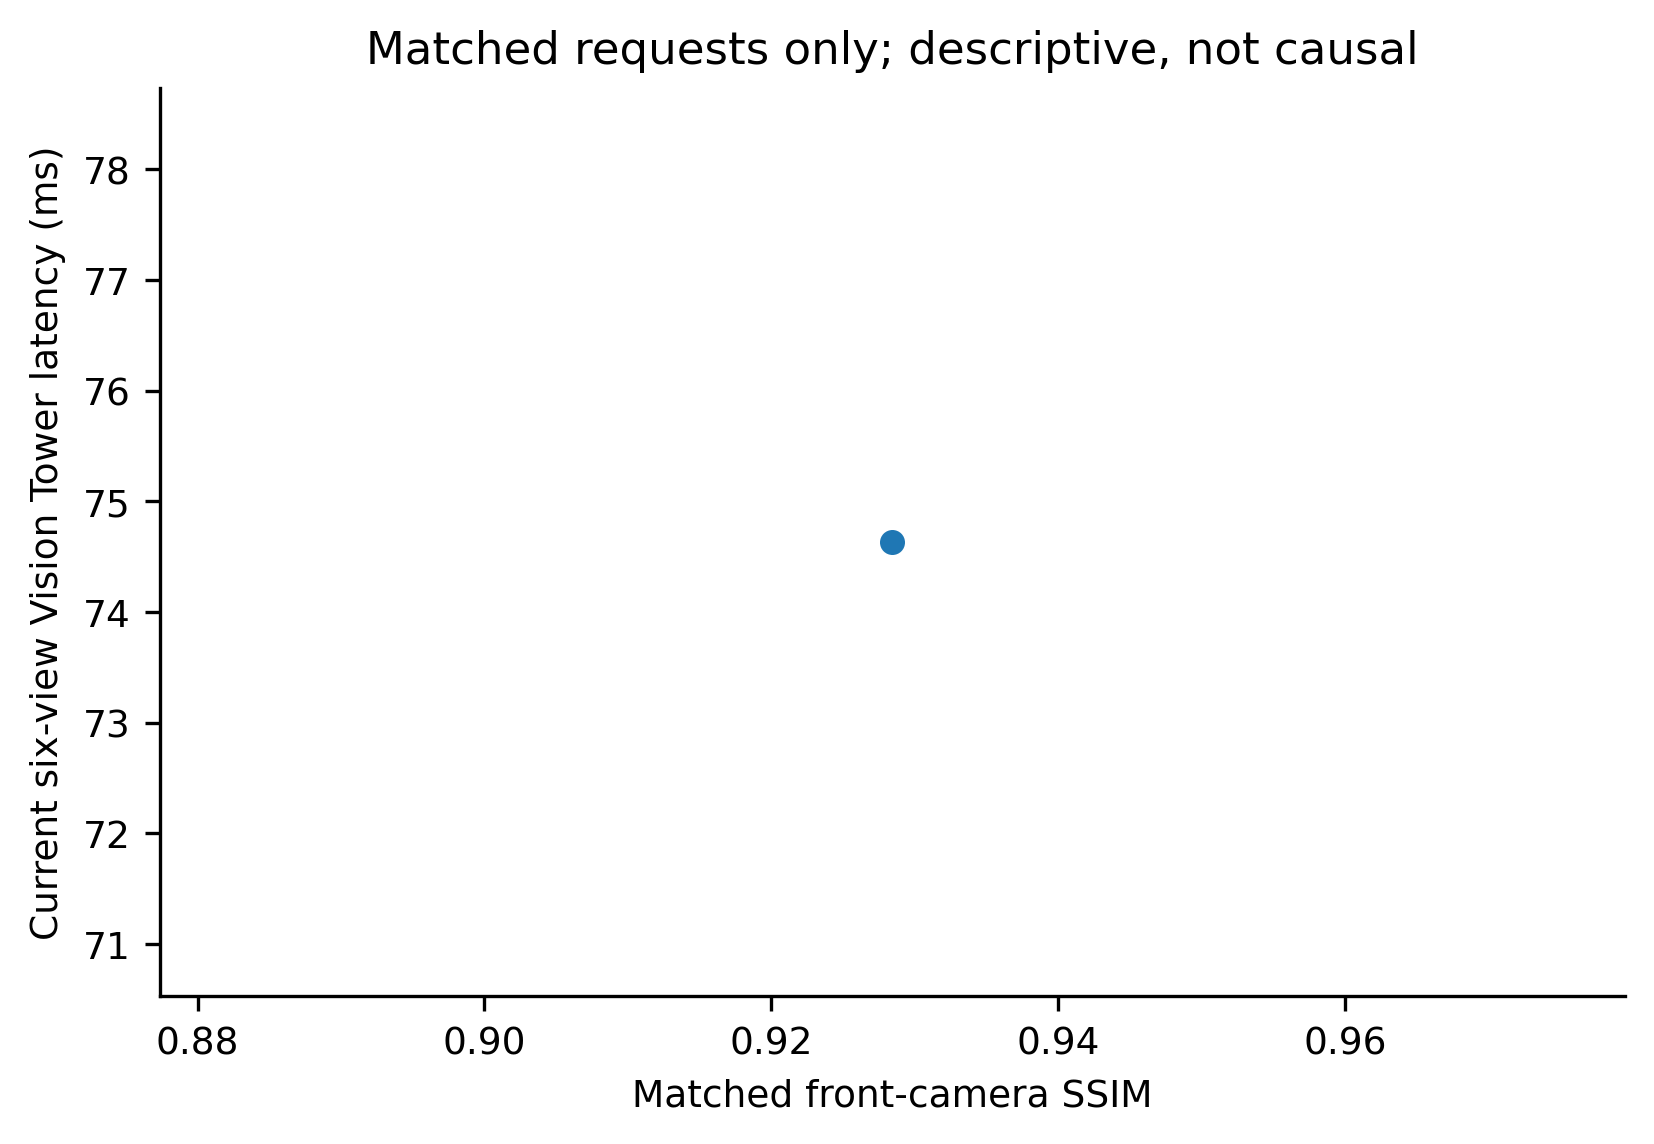 Matched requests only; descriptive, not causal
Current six-view Vision Tower latency (ms)
78
77
76
75
74
73
72
71
0.88 0.90 0.92 0.94 0.96
Matched front-camera SSIM